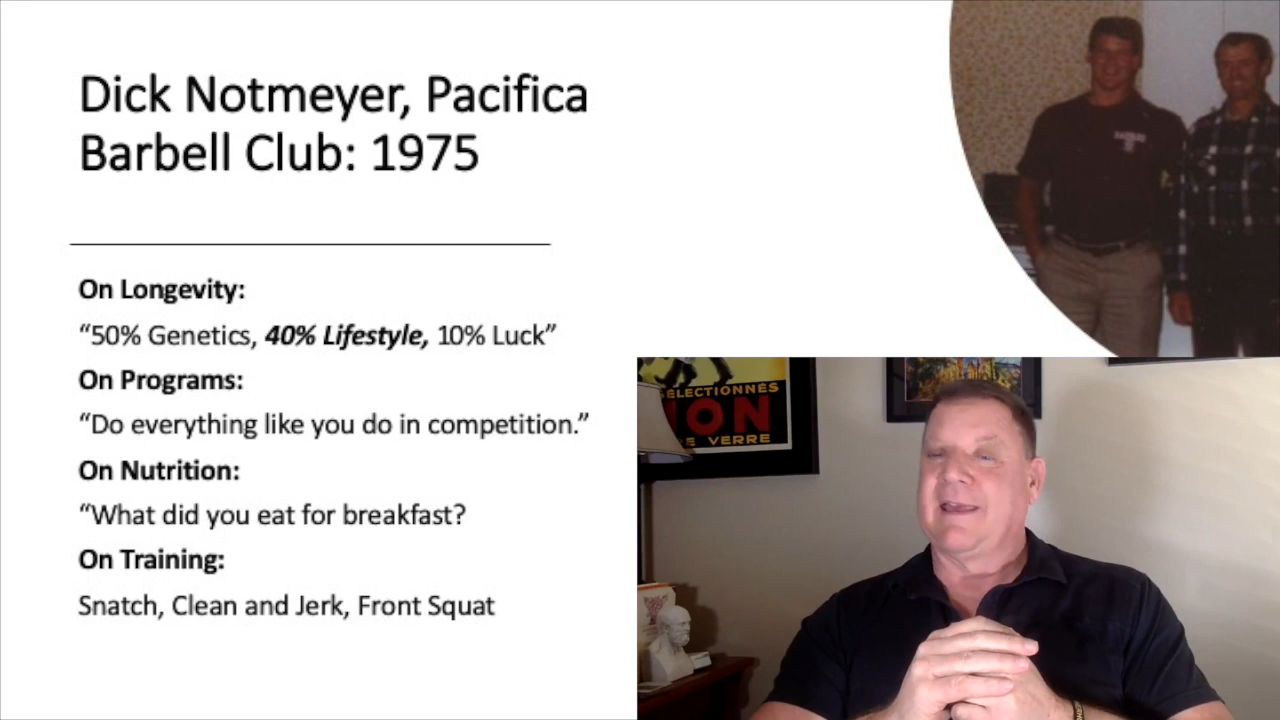 Dick Notmeyer, Pacifica
Barbell Club: 1975
On Longevity:
“50% Genetics, 40% Lifestyle, 10% Luck”
On Programs:
“Do everything like you do in competition.”
On Nutrition:
“What did you eat for breakfast?
On Training:
Snatch, Clean and Jerk, Front Squat
SÉLECTIONNÉS
ION
VERRE